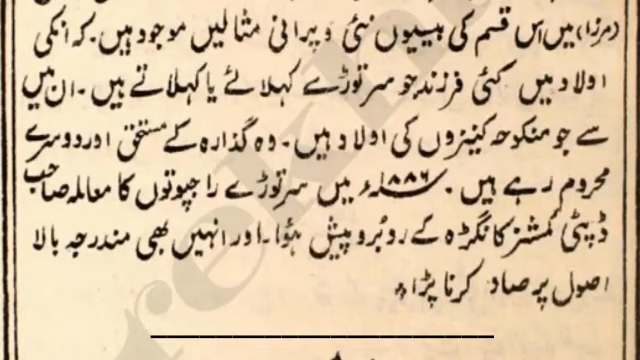 (مرزا) میں اس قسم کی بیسیوں نئی و پرانی مثالیں موجود ہیں۔ کہ انکی
اولاد میں کئی فرزند جو سرتوڑے کہلائے یا کہلاتے ہیں۔ ان میں
سے جو منکوحہ کنیزوں کی اولاد ہیں۔ وہ گذارہ کے مستحق اور دوسرے
محروم رہے ہیں۔ ۱۸۸۶ء میں سرتوڑے راجپوتوں کا معاملہ صاحب
ڈپٹی کمشنر کانگڑہ کے روبرو پیش ہؤا۔ اور انہیں بھی مندرجہ بالا
اصول پر صاد کرنا پڑا